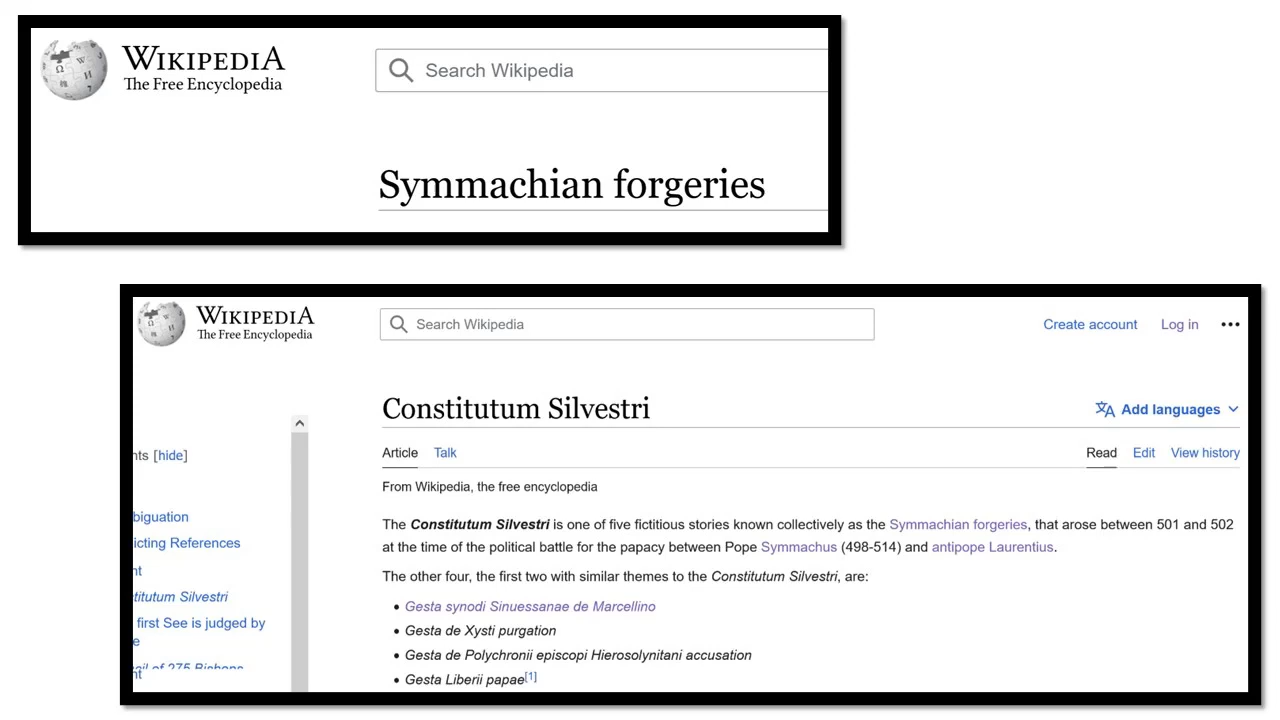 WIKIPEDIA
The Free Encyclopedia
Search Wikipedia
Symmachian forgeries
WIKIPEDIA
The Free Encyclopedia
Search Wikipedia
Create account Log in •••
Constitutum Silvestri
Add languages
nts [hide]
Article Talk
Read Edit View history
From Wikipedia, the free encyclopedia
biguation
The Constitutum Silvestri is one of five fictitious stories known collectively as the Symmachian forgeries, that arose between 501 and 502
icting References
at the time of the political battle for the papacy between Pope Symmachus (498-514) and antipope Laurentius.
nt
The other four, the first two with similar themes to the Constitutum Silvestri, are:
titutum Silvestri
• Gesta synodi Sinuessanae de Marcellino
first See is judged by
e
• Gesta de Xysti purgation
• Gesta de Polychronii episcopi Hierosolynitani accusation
cil of 275 Bishops
nt
• Gesta Liberii papae[1]